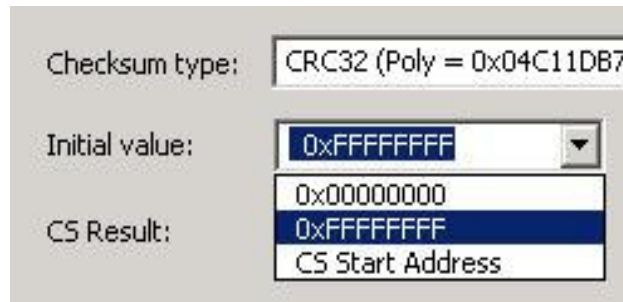 Checksum type: CRC32 (Poly = 0x04C11DB7
Initial value: 0xFFFFFFFF
0x00000000
CS Result: 0xFFFFFFFF
CS Start Address